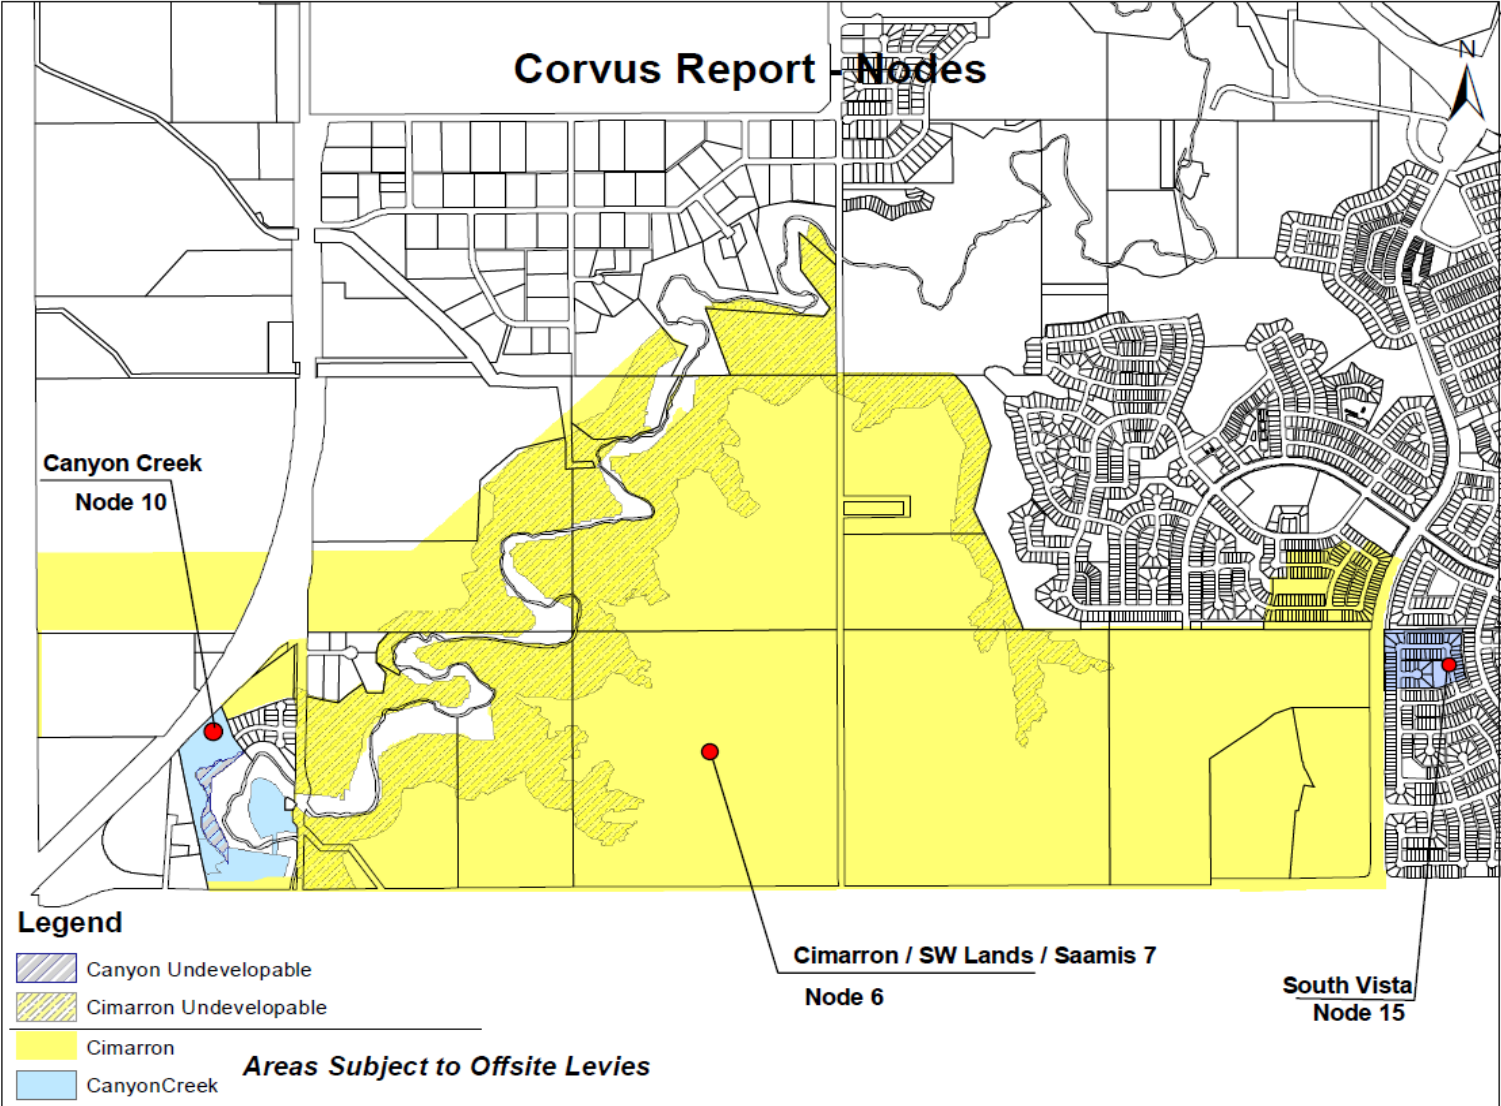 Corvus Report - Nodes
N
Canyon Creek
Node 10
Cimarron / SW Lands / Saamis 7
Node 6
South Vista
Node 15
Legend
Canyon Undevelopable
Cimarron Undevelopable
Cimarron
CanyonCreek
Areas Subject to Offsite Levies